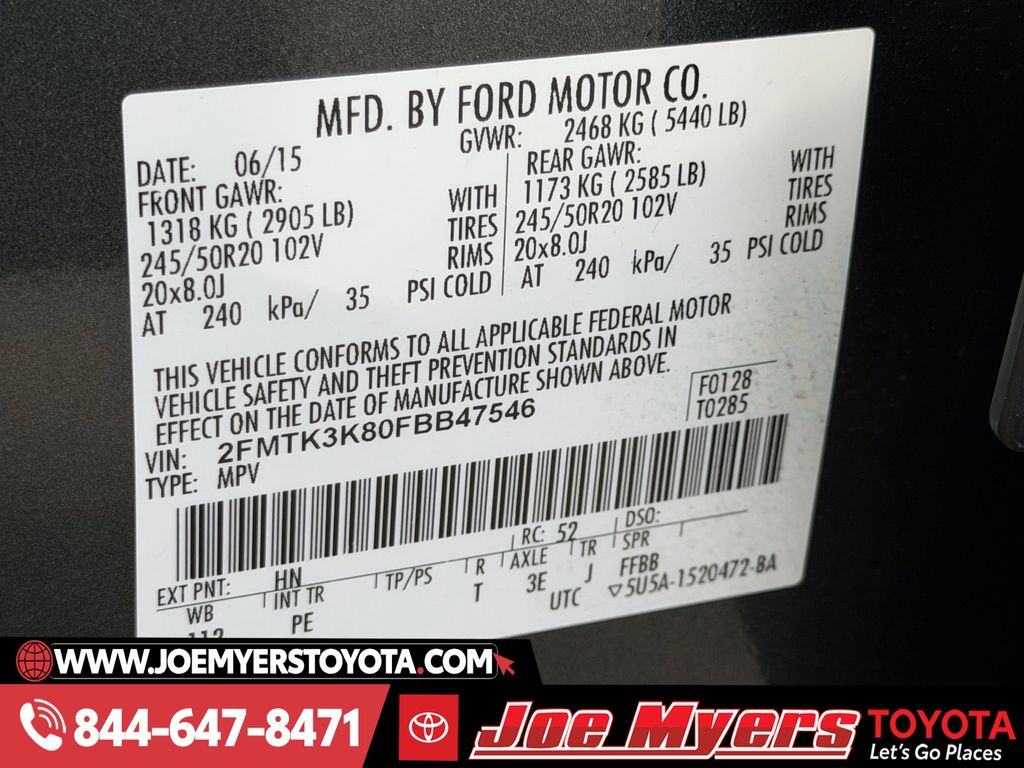 MFD. BY FORD MOTOR CO.
DATE: 06/15 GVWR: 2468 KG ( 5440 LB)
FRONT GAWR: REAR GAWR:
1318 KG ( 2905 LB) WITH 1173 KG ( 2585 LB) WITH
245/50R20 102V TIRES 245/50R20 102V TIRES
20x8.0J RIMS 20x8.0J RIMS
AT 240 kPa/ 35 PSI COLD AT 240 kPa/ 35 PSI COLD
THIS VEHICLE CONFORMS TO ALL APPLICABLE FEDERAL MOTOR
VEHICLE SAFETY AND THEFT PREVENTION STANDARDS IN
EFFECT ON THE DATE OF MANUFACTURE SHOWN ABOVE.
VIN: 2FMTK3K80FBB47546 F0128
TYPE: MPV T0285
EXT PNT: HN RC: 52 DSO:
WB INT TR TP/PS R AXLE TR SPR
112 PE T 3E J FFBB
UTC ▽5U5A-1520472-BA
WWW.JOEMYERSTOYOTA.COM
844-647-8471
Joe Myers TOYOTA
Let's Go Places